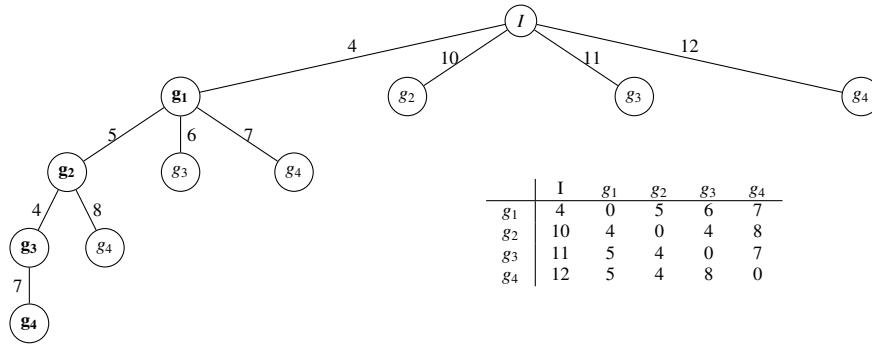 I
4 10 11 12
g1 g2 g3 g4
5 6 7
g2 g3 g4
4 8
g3 g4
7
g4
I g1 g2 g3 g4
g1 4 0 5 6 7
g2 10 4 0 4 8
g3 11 5 4 0 7
g4 12 5 4 8 0